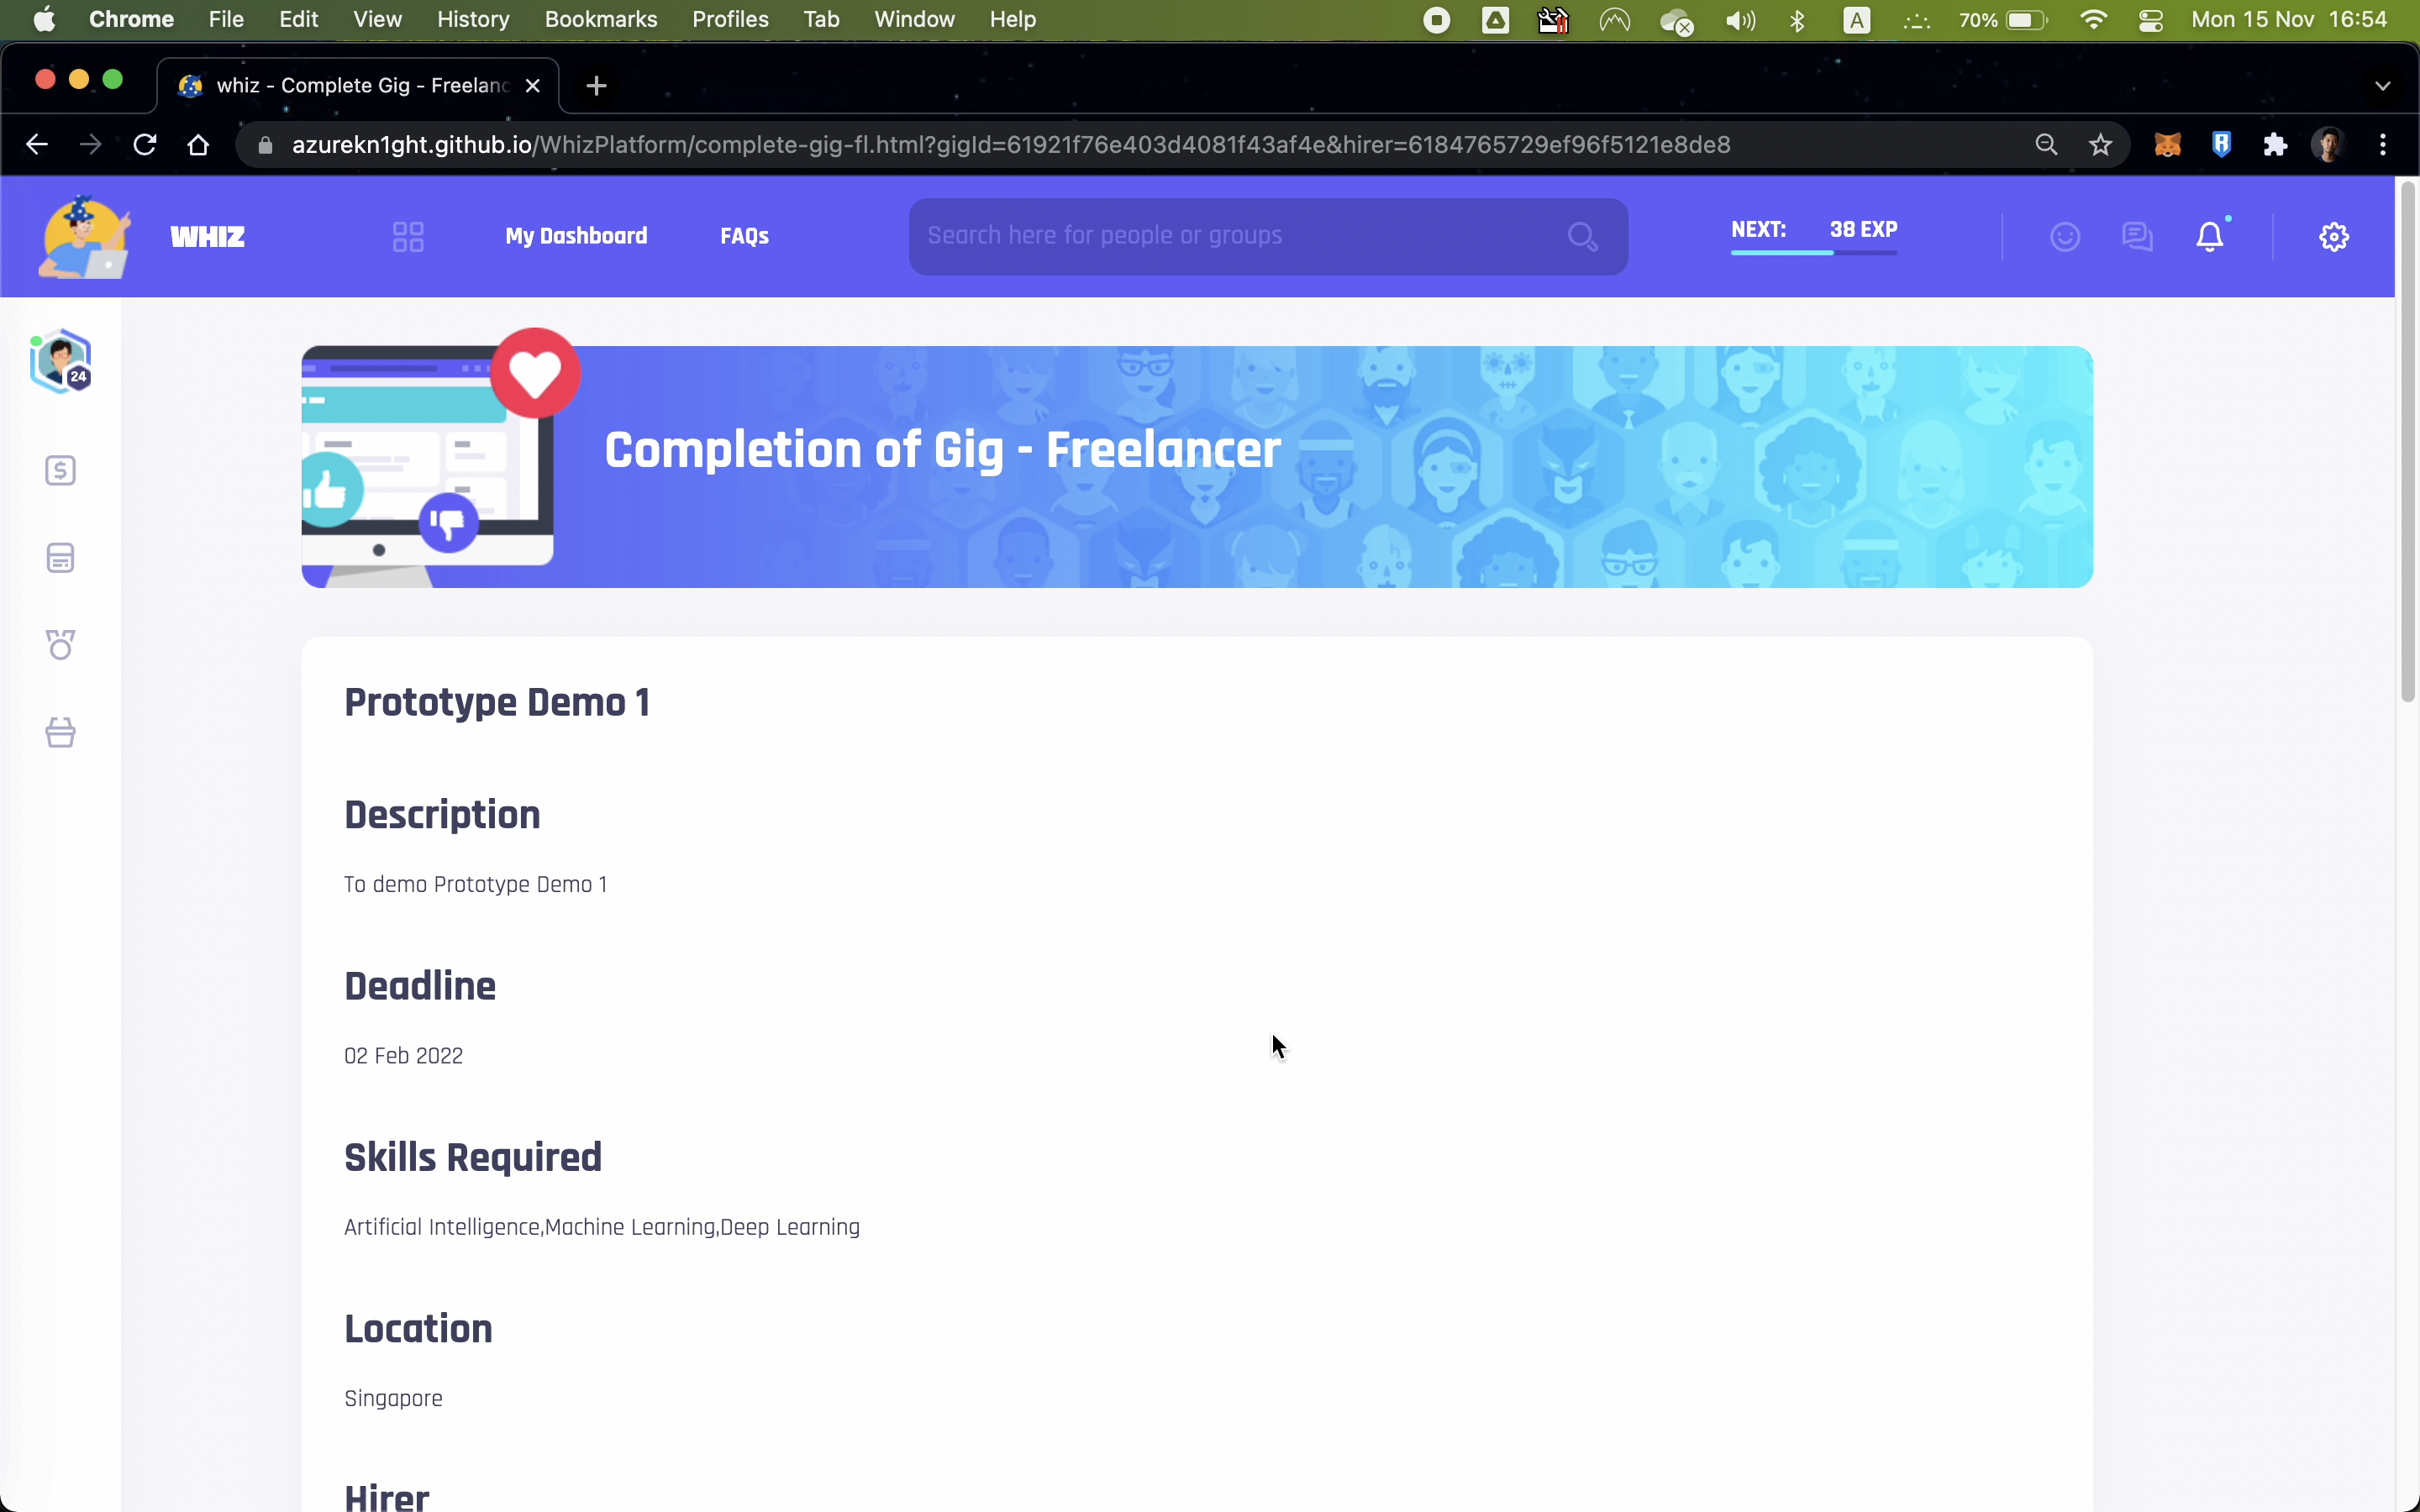 Chrome File Edit View History Bookmarks Profiles Tab Window Help A 70% Mon 15 Nov 16:54
whiz - Complete Gig - Freelanc
azurekn1ght.github.io/WhizPlatform/complete-gig-fl.html?gigId=61921f76e403d4081f43af4e&hirer=6184765729ef96f5121e8de8
WHIZ My Dashboard FAQs Search here for people or groups NEXT: 38 EXP
24
Completion of Gig - Freelancer
Prototype Demo 1
Description
To demo Prototype Demo 1
Deadline
02 Feb 2022
Skills Required
Artificial Intelligence,Machine Learning,Deep Learning
Location
Singapore
Hirer